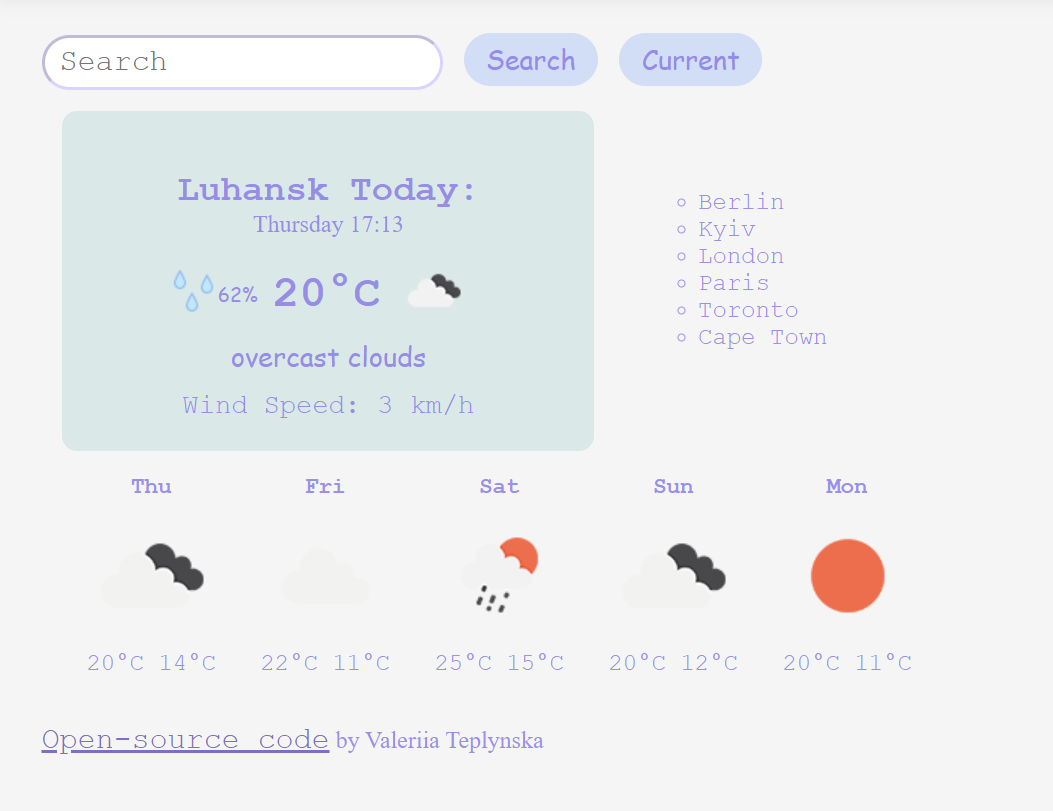 Search Search Current
Luhansk Today:
Thursday 17:13
62% 20°C
overcast clouds
Wind Speed: 3 km/h
Berlin
Kyiv
London
Paris
Toronto
Cape Town
Thu Fri Sat Sun Mon
20°C 14°C 22°C 11°C 25°C 15°C 20°C 12°C 20°C 11°C
Open-source code by Valeriia Teplynska